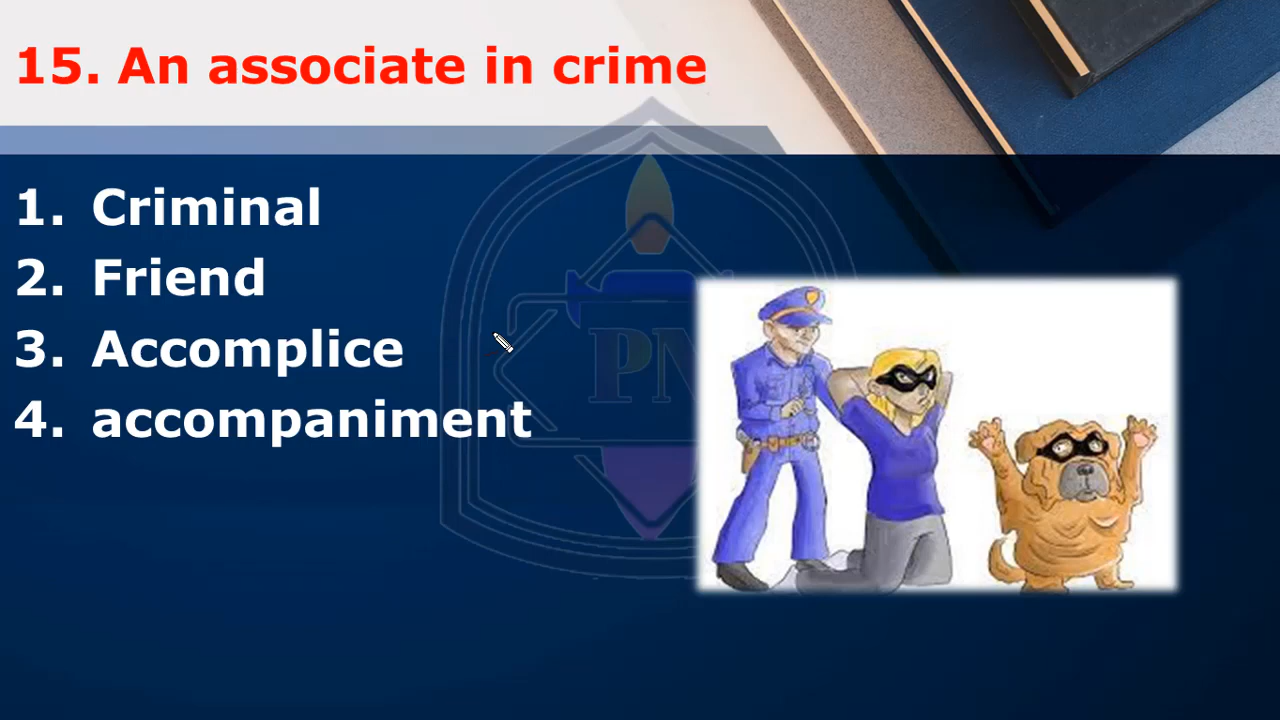 15. An associate in crime
1. Criminal
2. Friend
3. Accomplice
4. accompaniment